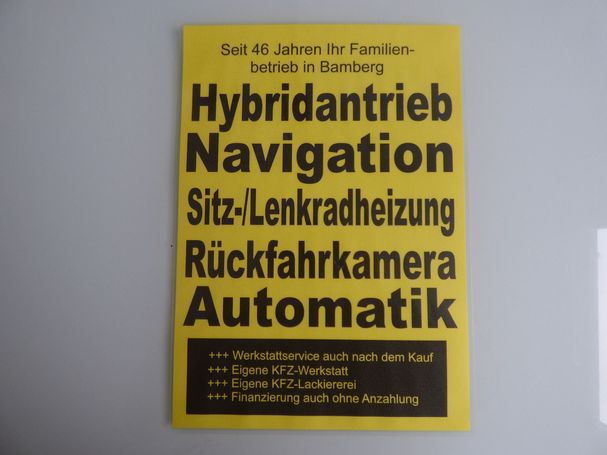 Seit 46 Jahren Ihr Familien-
betrieb in Bamberg
Hybridantrieb
Navigation
Sitz-/Lenkradheizung
Rückfahrkamera
Automatik
+++ Werkstattservice auch nach dem Kauf
+++ Eigene KFZ-Werkstatt
+++ Eigene KFZ-Lackiererei
+++ Finanzierung auch ohne Anzahlung